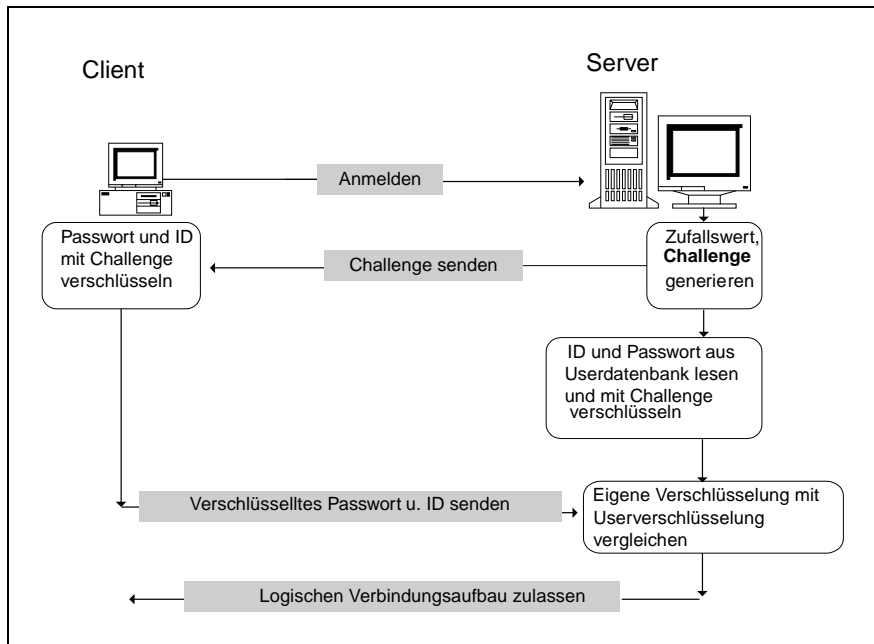 Client
Server
Anmelden
Passwort und ID
mit Challenge
verschlüsseln
Challenge senden
Zufallswert,
Challenge
generieren
ID und Passwort aus
Userdatenbank lesen
und mit Challenge
verschlüsseln
Verschlüsselltes Passwort u. ID senden
Eigene Verschlüsselung mit
Userverschlüsselung
vergleichen
Logischen Verbindungsaufbau zulassen